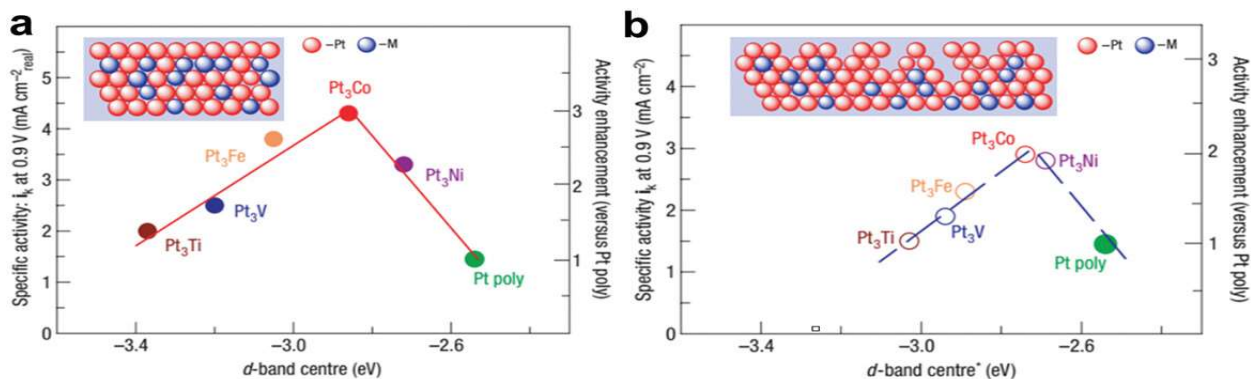 a
–Pt –M
Specific activity: iₖ at 0.9 V (mA cm⁻²real)
5
4
3
2
1
0
Pt₃Co
Pt₃Fe
Pt₃Ni
Pt₃V
Pt₃Ti
Pt poly
3
2
1
0
Activity enhancement (versus Pt poly)
–3.4 –3.0 –2.6
d-band centre (eV)
b
–Pt –M
Specific activity iₖ at 0.9 V (mA cm⁻²)
5
4
3
2
1
0
Pt₃Co
Pt₃Ni
Pt₃Fe
Pt₃Ti
Pt₃V
Pt poly
3
2
1
0
Activity enhancement (versus Pt poly)
–3.4 –3.0 –2.6
d-band centre* (eV)